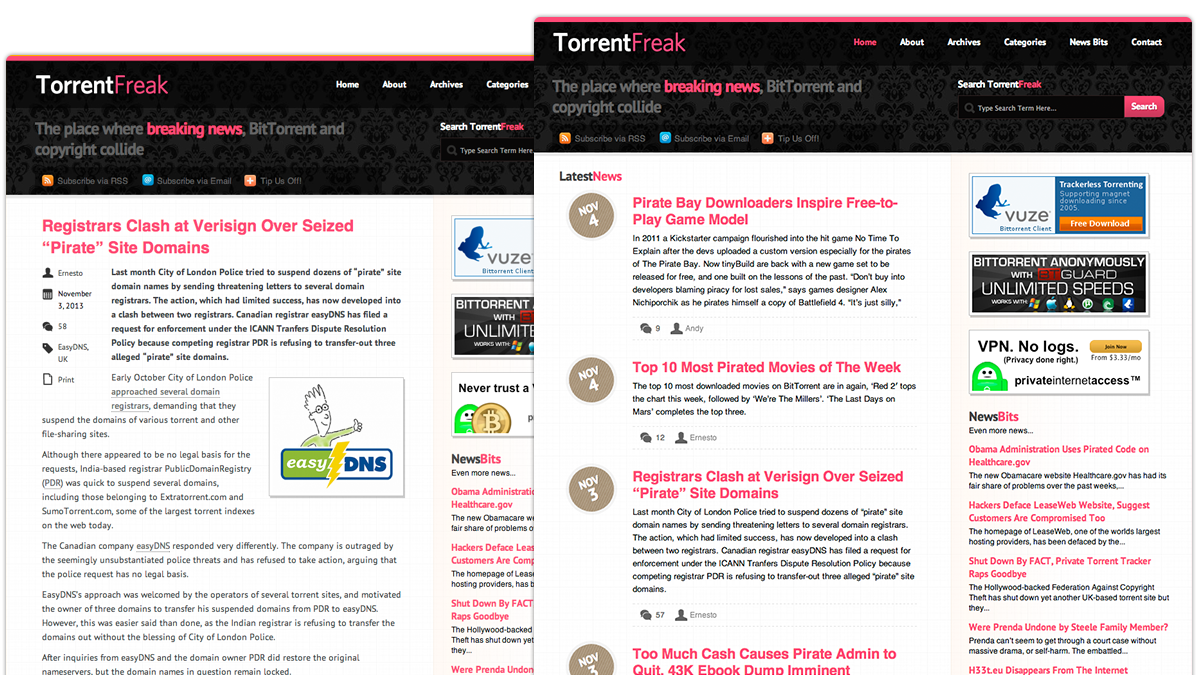 TorrentFreak
Home About Archives Categories
The place where breaking news, BitTorrent and
copyright collide
Search TorrentFreak
Type Search Term Here
Subscribe via RSS Subscribe via Email Tip Us Off!
Registrars Clash at Verisign Over Seized
“Pirate” Site Domains
Ernesto
November
3, 2013
58
EasyDNS,
UK
Print
Last month City of London Police tried to suspend dozens of “pirate” site
domain names by sending threatening letters to several domain
registrars. The action, which had limited success, has now developed into
a clash between two registrars. Canadian registrar easyDNS has filed a
request for enforcement under the ICANN Tranfers Dispute Resolution
Policy because competing registrar PDR is refusing to transfer-out three
alleged “pirate” site domains.
Early October City of London Police
approached several domain
registrars, demanding that they
suspend the domains of various torrent and other
file-sharing sites.
easyDNS
Although there appeared to be no legal basis for the
requests, India-based registrar PublicDomainRegistry
(PDR) was quick to suspend several domains,
including those belonging to Extratorrent.com and
SumoTorrent.com, some of the largest torrent indexes
on the web today.
The Canadian company easyDNS responded very differently. The company is outraged by
the seemingly unsubstantiated police threats and has refused to take action, arguing that
the police request has no legal basis.
EasyDNS’s approach was welcomed by the operators of several torrent sites, and motivated
the owner of three domains to transfer his suspended domains from PDR to easyDNS.
However, this was easier said than done, as the Indian registrar is refusing to transfer the
domains out without the blessing of City of London Police.
After inquiries from easyDNS and the domain owner PDR did restore the original
nameservers, but the domain names in question remain locked.
vuze
Bittorrent Client
BITTORRENT A
WITH
UNLIMITE
WORKS WITH:
Never trust a V
NewsBits
Even more news...
Obama Administratio
Healthcare.gov
The new Obamacare w
fair share of problems o
Hackers Deface Leas
Customers Are Comp
The homepage of Lease
hosting providers, has b
Shut Down By FACT
Raps Goodbye
The Hollywood-backed
Theft has shut down yet
they...
Were Prenda Undone
TorrentFreak
Home About Archives Categories News Bits Contact
The place where breaking news, BitTorrent and
copyright collide
Search TorrentFreak
Type Search Term Here...
Search
Subscribe via RSS Subscribe via Email Tip Us Off!
LatestNews
NOV
4
Pirate Bay Downloaders Inspire Free-to-
Play Game Model
In 2011 a Kickstarter campaign flourished into the hit game No Time To
Explain after the devs uploaded a custom version especially for the pirates
of The Pirate Bay. Now tinyBuild are back with a new game set to be
released for free, and one built on the lessons of the past. “Don’t buy into
developers blaming piracy for lost sales,” says games designer Alex
Nichiporchik as he pirates himself a copy of Battlefield 4. “It’s just silly,”
9 Andy
NOV
4
Top 10 Most Pirated Movies of The Week
The top 10 most downloaded movies on BitTorrent are in again, ‘Red 2’ tops
the chart this week, followed by ‘We’re The Millers’. ‘The Last Days on
Mars’ completes the top three.
12 Ernesto
NOV
3
Registrars Clash at Verisign Over Seized
“Pirate” Site Domains
Last month City of London Police tried to suspend dozens of “pirate” site
domain names by sending threatening letters to several domain registrars.
The action, which had limited success, has now developed into a clash
between two registrars. Canadian registrar easyDNS has filed a request for
enforcement under the ICANN Tranfers Dispute Resolution Policy because
competing registrar PDR is refusing to transfer-out three alleged “pirate” site
domains.
57 Ernesto
NOV
3
Too Much Cash Causes Pirate Admin to
Quit, 43K Ebook Dump Imminent
vuze
Bittorrent Client
Trackerless Torrenting
Supporting magnet
downloading since
2005.
Free Download
BITTORRENT ANONYMOUSLY
WITH BTGUARD
UNLIMITED SPEEDS
WORKS WITH:
VPN. No logs.
(Privacy done right.)
Join Now
From $3.33/mo
privateinternetaccess™
NewsBits
Even more news...
Obama Administration Uses Pirated Code on
Healthcare.gov
The new Obamacare website Healthcare.gov has had its
fair share of problems over the past weeks,...
Hackers Deface LeaseWeb Website, Suggest
Customers Are Compromised Too
The homepage of LeaseWeb, one of the worlds largest
hosting providers, has been defaced by the...
Shut Down By FACT, Private Torrent Tracker
Raps Goodbye
The Hollywood-backed Federation Against Copyright
Theft has shut down yet another UK-based torrent site but
they...
Were Prenda Undone by Steele Family Member?
Prenda can’t seem to get through a court case without
massive drama, or self-harm. The embattled...
H33t.eu Disappears From The Internet